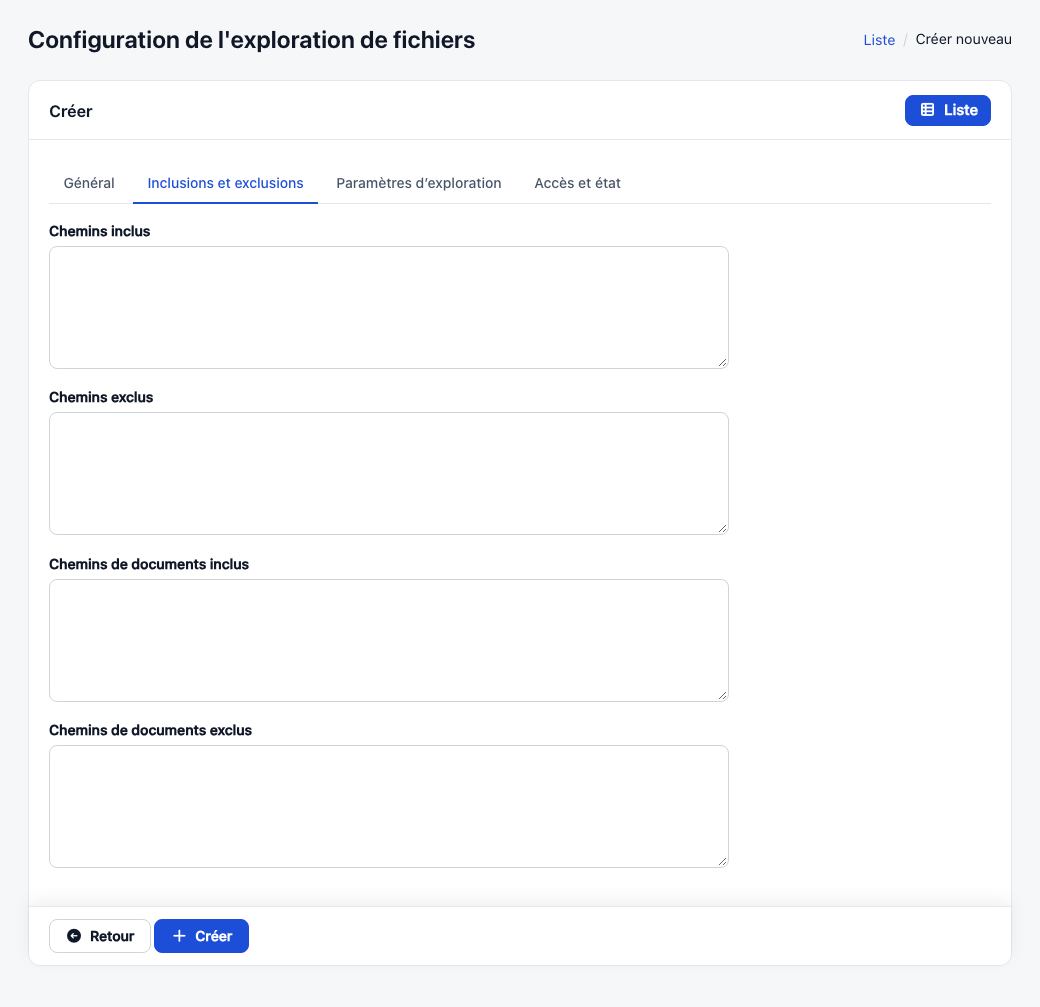 Configuration de l'exploration de fichiers
Liste / Créer nouveau
Créer
Liste
Général
Inclusions et exclusions
Paramètres d’exploration
Accès et état
Chemins inclus
Chemins exclus
Chemins de documents inclus
Chemins de documents exclus
Retour
Créer